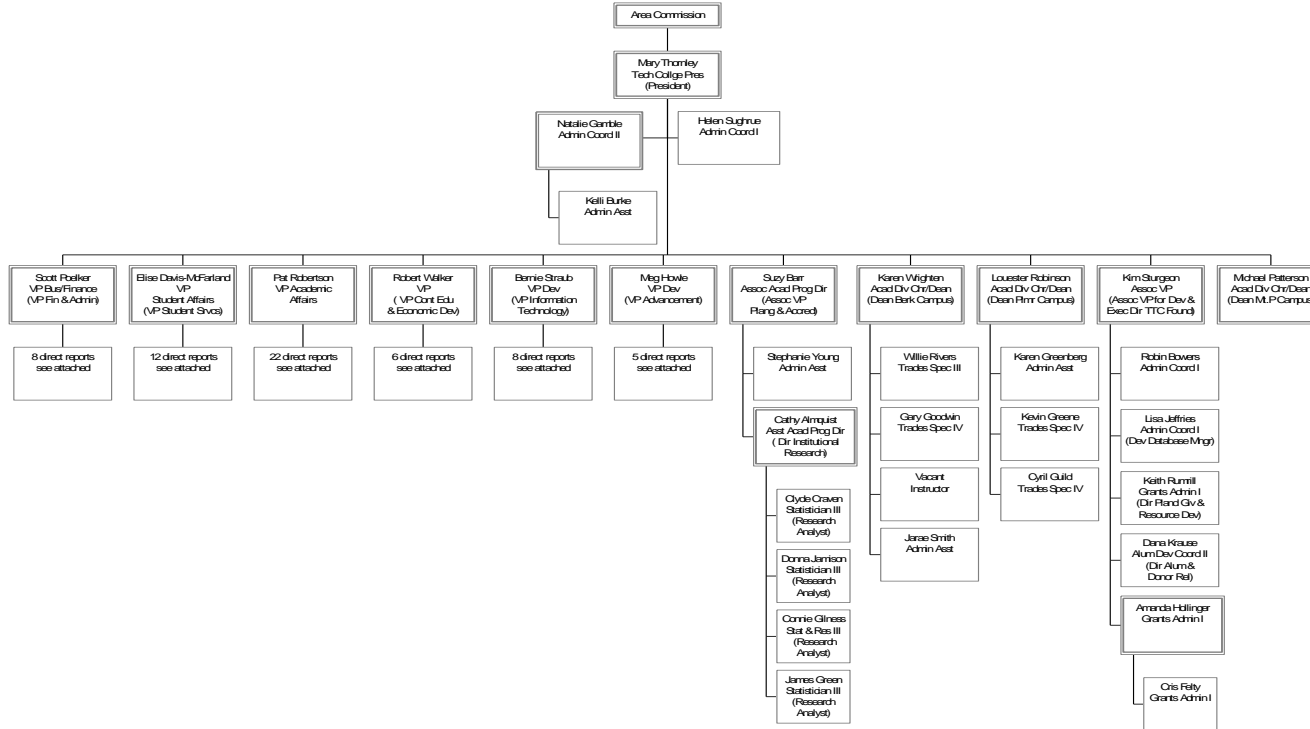 Area Commission
Mary Thornley
Tech Collge Pres
(President)
Natalie Gamble
Admin Coord II
Helen Sughrue
Admin Coord I
Kelli Burke
Admin Asst
Scott Poelker
VP Bus/Finance
(VP Fin & Admin)
Elise Davis-McFarland
VP
Student Affairs
(VP Student Srvcs)
Pat Robertson
VP Academic
Affairs
Robert Walker
VP
( VP Cont Edu
& Economic Dev)
Bernie Straub
VP Dev
(VP Information
Technology)
Meg Howle
VP Dev
(VP Advancement)
Suzy Barr
Assoc Acad Prog Dir
(Assoc VP
Plang & Accred)
Karen Wrighten
Acad Div Chr/Dean
(Dean Berk Campus)
Louester Robinson
Acad Div Chr/Dean
(Dean Plmr Campus)
Kim Sturgeon
Assoc VP
(Assoc VP for Dev &
Exec Dir TTC Found)
Michael Patterson
Acad Div Chr/Dean
(Dean Mt.P Campus)
8 direct reports
see attached
12 direct reports
see attached
22 direct reports
see attached
6 direct reports
see attached
8 direct reports
see attached
5 direct reports
see attached
Stephanie Young
Admin Asst
Cathy Almquist
Asst Acad Prog Dir
( Dir Institutional
Research)
Clyde Craven
Statistician III
(Research
Analyst)
Donna Jamison
Statistician III
(Research
Analyst)
Connie Gilness
Stat & Res III
(Research
Analyst)
James Green
Statistician III
(Research
Analyst)
Willie Rivers
Trades Spec III
Gary Goodwin
Trades Spec IV
Vacant
Instructor
Jarae Smith
Admin Asst
Karen Greenberg
Admin Asst
Kevin Greene
Trades Spec IV
Cyril Guild
Trades Spec IV
Robin Bowers
Admin Coord I
Lisa Jeffries
Admin Coord I
(Dev Database Mngr)
Keith Rumrill
Grants Admin I
(Dir Pland Giv &
Resource Dev)
Dana Krause
Alum Dev Coord II
(Dir Alum &
Donor Rel)
Amanda Hollinger
Grants Admin I
Cris Felty
Grants Admin I